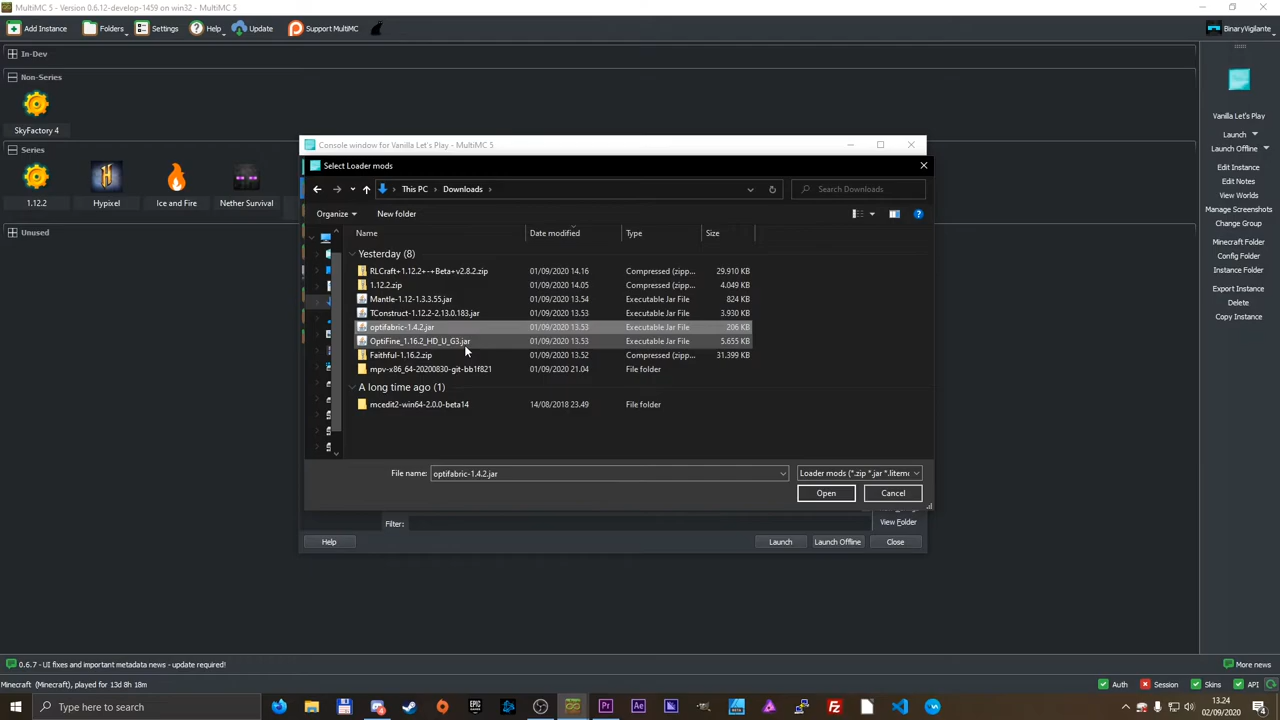 MultiMC 5 - Version 0.6.12-develop-1459 on win32 - MultiMC 5
Add Instance Folders Settings Help Update Support MultiMC BinaryVigilante
In-Dev
Non-Series
SkyFactory 4
Series
1.12.2 Hypixel Ice and Fire Nether Survival
Unused
Console window for Vanilla Let's Play - MultiMC 5
Select Loader mods
This PC Downloads Search Downloads
Organize New folder
Name Date modified Type Size
Yesterday (8)
RLCraft+1.12.2+-+Beta+v2.8.2.zip 01/09/2020 14.16 Compressed (zipp... 29.910 KB
1.12.2.zip 01/09/2020 14.05 Compressed (zipp... 4.049 KB
Mantle-1.12-1.3.3.55.jar 01/09/2020 13.54 Executable Jar File 824 KB
TConstruct-1.12.2-2.13.0.183.jar 01/09/2020 13.53 Executable Jar File 3.930 KB
optifabric-1.4.2.jar 01/09/2020 13.53 Executable Jar File 206 KB
OptiFine_1.16.2_HD_U_G3.jar 01/09/2020 13.53 Executable Jar File 5.655 KB
Faithful-1.16.2.zip 01/09/2020 13.52 Compressed (zipp... 31.399 KB
mpv-x86_64-20200830-git-bb1f821 01/09/2020 21.04 File folder
A long time ago (1)
mcedit2-win64-2.0.0-beta14 14/08/2018 23.49 File folder
File name: optifabric-1.4.2.jar Loader mods (*.zip *.jar *.litemo
Open Cancel
Filter: View Folder
Help Launch Launch Offline Close
Vanilla Let's Play
Launch
Launch Offline
Edit Instance
Edit Notes
View Worlds
Manage Screenshots
Change Group
Minecraft Folder
Config Folder
Instance Folder
Export Instance
Delete
Copy Instance
0.6.7 - UI fixes and important metadata news - update required! More news
Minecraft (Minecraft), played for 13d 8h 18m Auth Session Skins API
Type here to search
13.24
02/09/2020